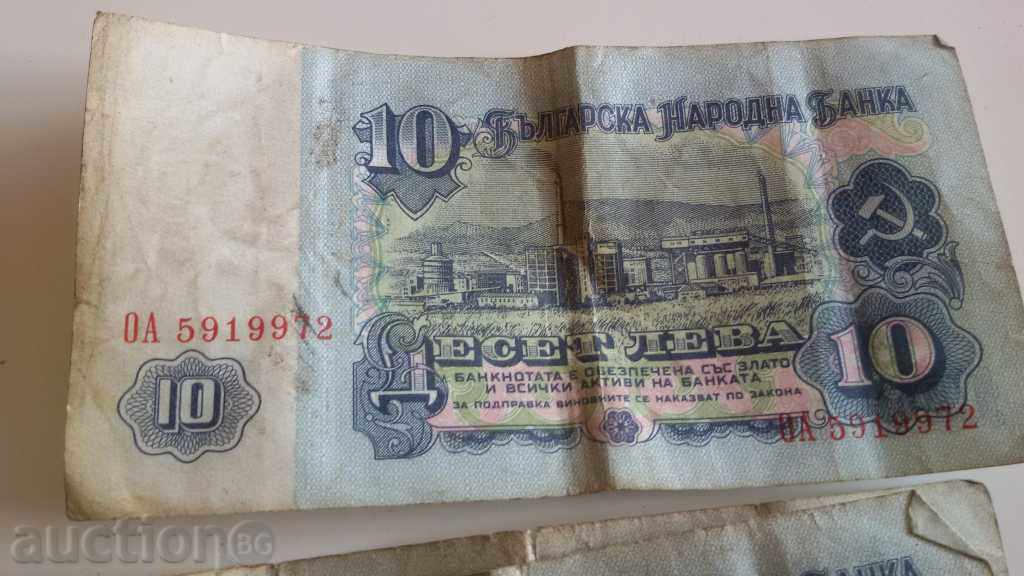 10 Българска Народна Банка
ОА 5919972
Десет Лева
БАНКНОТАТА Е ОБЕЗПЕЧЕНА СЪС ЗЛАТО
И ВСИЧКИ АКТИВИ НА БАНКАТА
ЗА ПОДПРАВКА ВИНОВНИТЕ СЕ НАКАЗВАТ ПО ЗАКОНА
10
10
ОА 5919972
auction BG
БАНКА